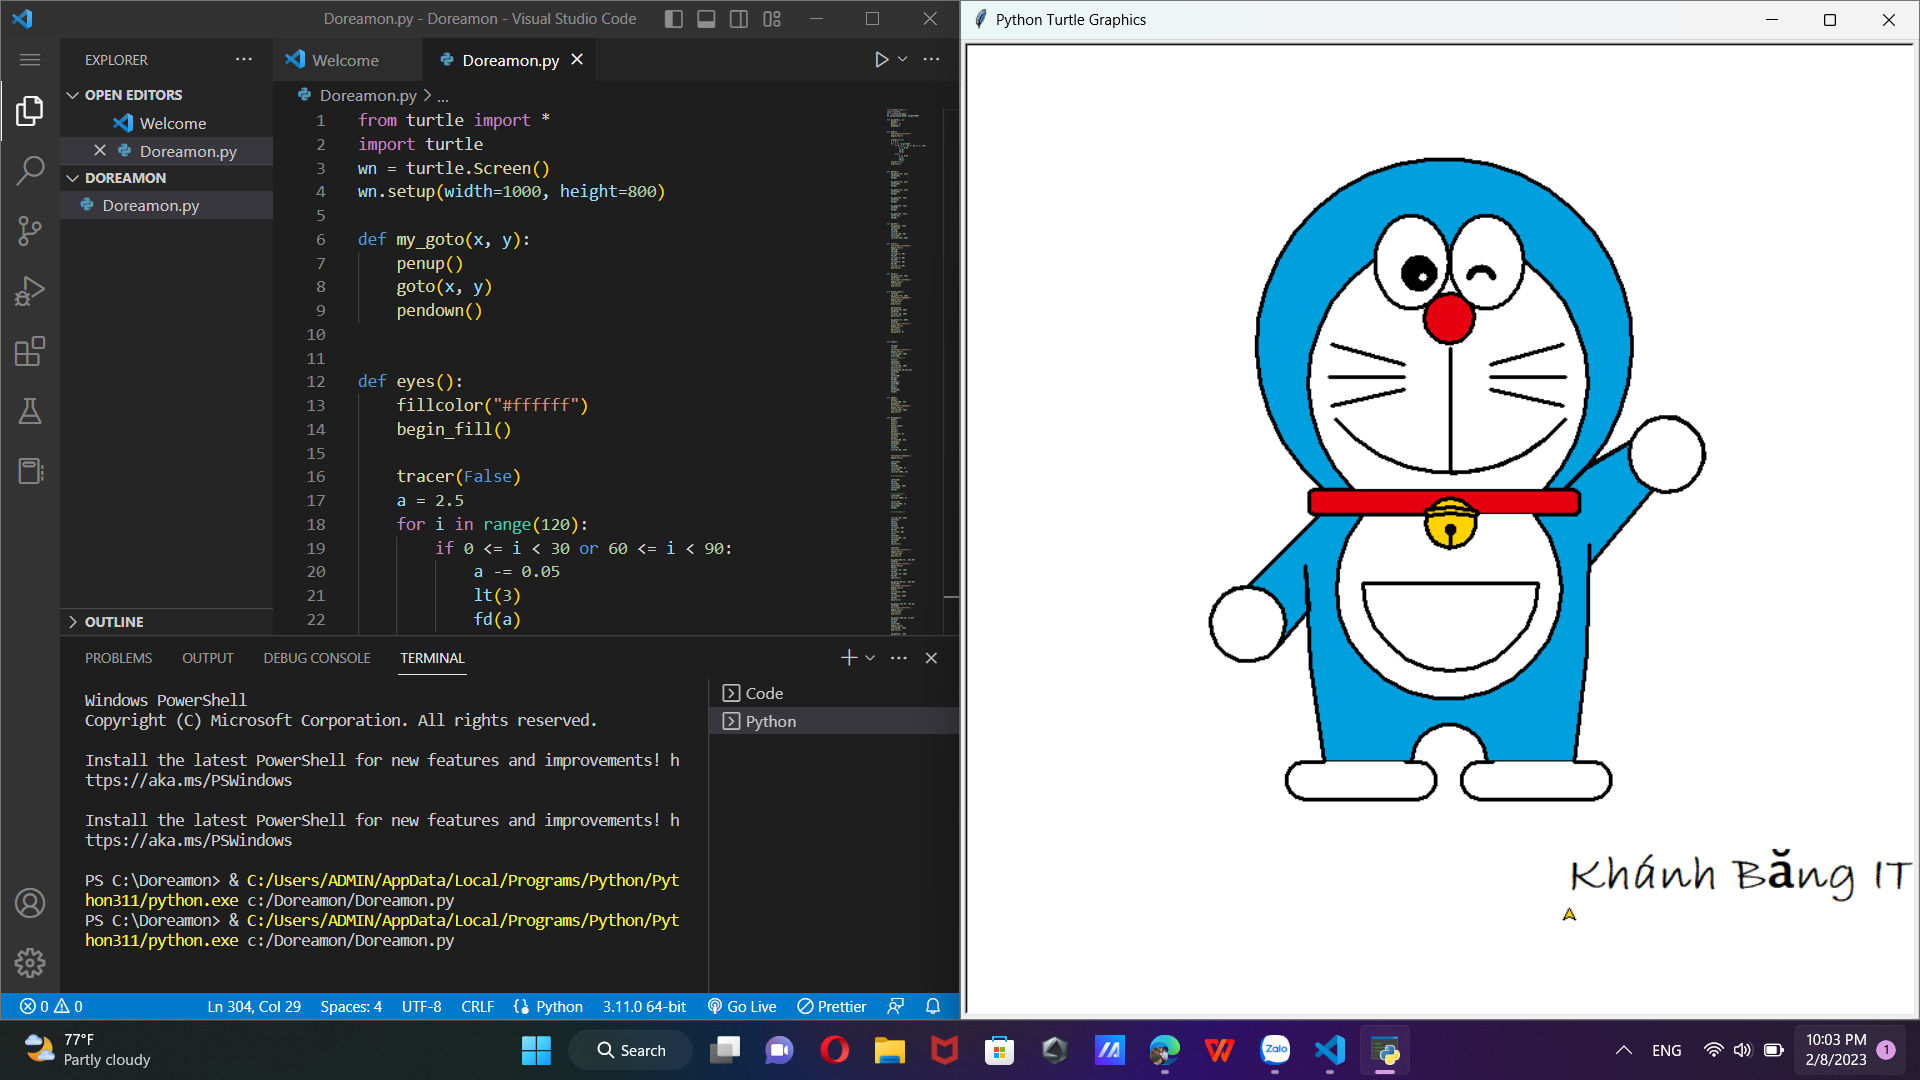 Doreamon.py - Doreamon - Visual Studio Code
EXPLORER
OPEN EDITORS
Welcome
Doreamon.py
DOREAMON
Doreamon.py
OUTLINE
Welcome
Doreamon.py
Doreamon.py > ...
1 from turtle import *
2 import turtle
3 wn = turtle.Screen()
4 wn.setup(width=1000, height=800)
5
6 def my_goto(x, y):
7 penup()
8 goto(x, y)
9 pendown()
10
11
12 def eyes():
13 fillcolor("#ffffff")
14 begin_fill()
15
16 tracer(False)
17 a = 2.5
18 for i in range(120):
19 if 0 <= i < 30 or 60 <= i < 90:
20 a -= 0.05
21 lt(3)
22 fd(a)
PROBLEMS OUTPUT DEBUG CONSOLE TERMINAL
Windows PowerShell
Copyright (C) Microsoft Corporation. All rights reserved.
Install the latest PowerShell for new features and improvements! h
ttps://aka.ms/PSWindows
Install the latest PowerShell for new features and improvements! h
ttps://aka.ms/PSWindows
PS C:\Doreamon> & C:/Users/ADMIN/AppData/Local/Programs/Python/Pyt
hon311/python.exe c:/Doreamon/Doreamon.py
PS C:\Doreamon> & C:/Users/ADMIN/AppData/Local/Programs/Python/Pyt
hon311/python.exe c:/Doreamon/Doreamon.py
Code
Python
0 0 Ln 304, Col 29 Spaces: 4 UTF-8 CRLF Python 3.11.0 64-bit Go Live Prettier
Python Turtle Graphics
Khánh Băng IT
77°F
Partly cloudy
Search
Zalo
ENG
10:03 PM
2/8/2023
1